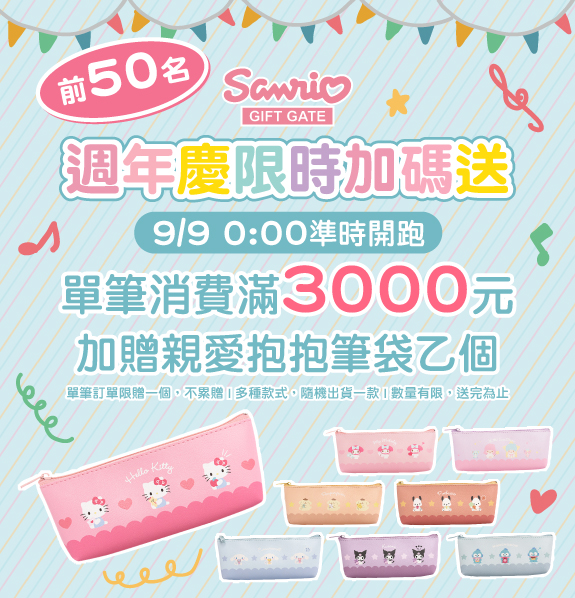 前50名
Sanrio
GIFT GATE
週年慶限時加碼送
9/9 0:00準時開跑
單筆消費滿3000元
加贈親愛抱抱筆袋乙個
單筆訂單限贈一個，不累贈 | 多種款式，隨機出貨一款 | 數量有限，送完為止
Hello Kitty